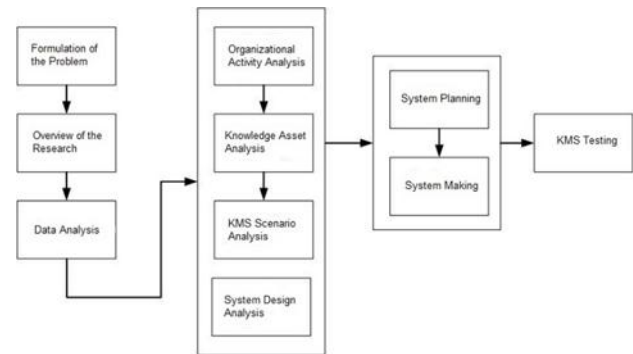 Formulation of
the Problem
Overview of the
Research
Data Analysis
Organizational
Activity Analysis
Knowledge Asset
Analysis
KMS Scenario
Analysis
System Design
Analysis
System Planning
System Making
KMS Testing